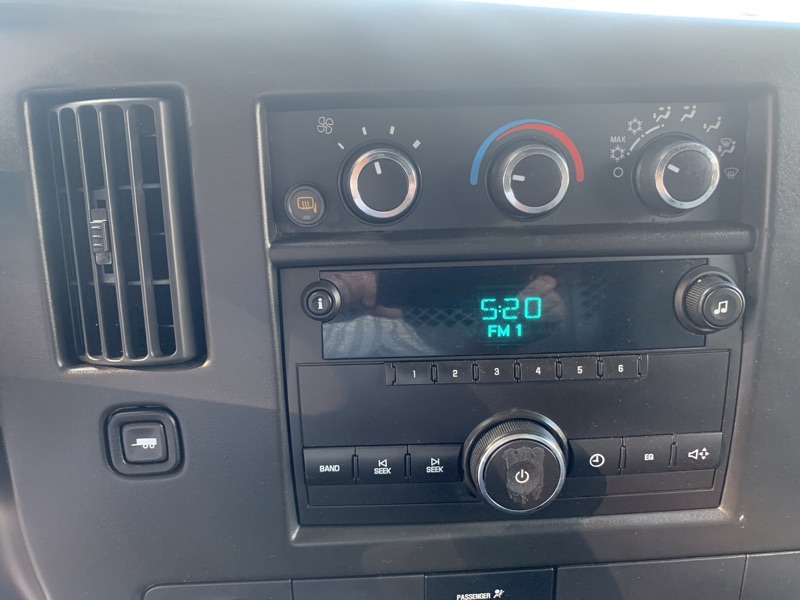 MAX
5:20
FM 1
i
1 2 3 4 5 6
BAND SEEK SEEK EQ
PASSENGER